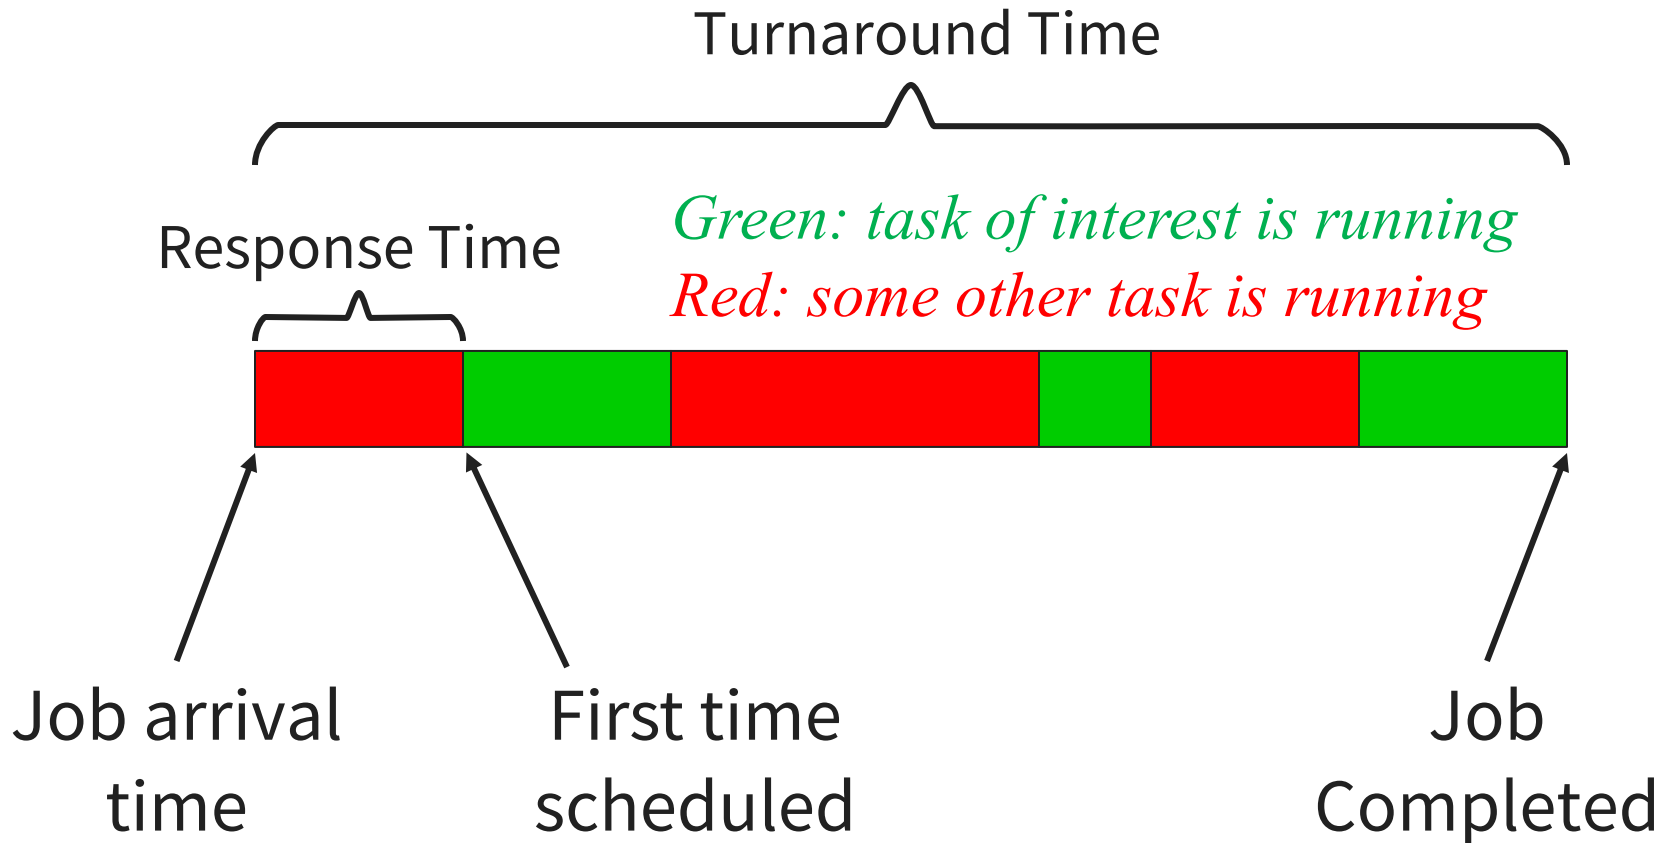 Turnaround Time
Green: task of interest is running
Response Time
Red: some other task is running
Job arrival
time
First time
scheduled
Job
Completed